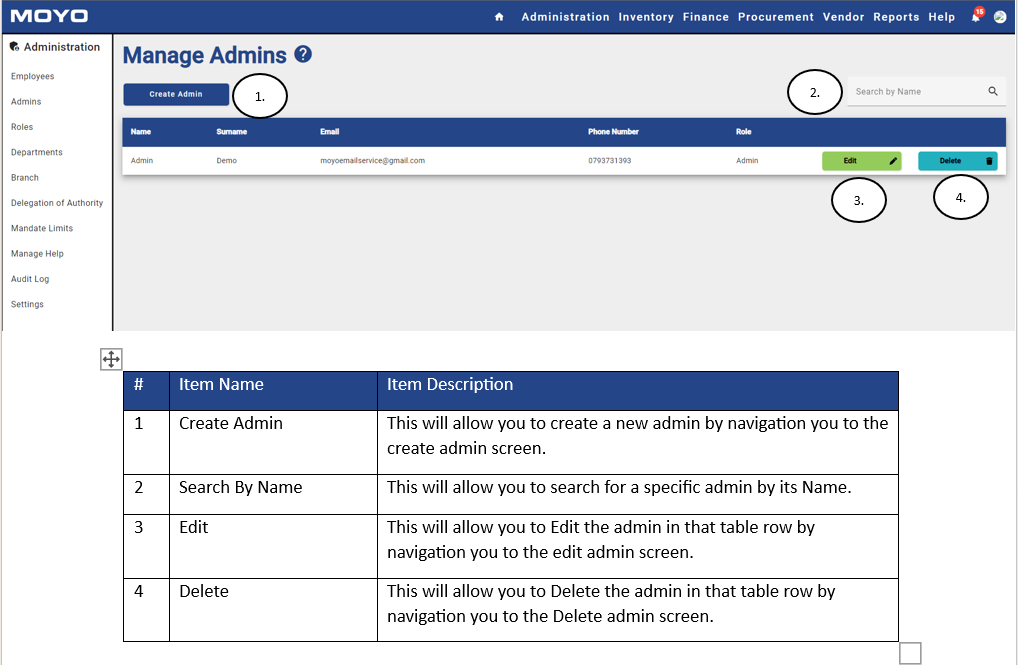 MOYO
Administration Inventory Finance Procurement Vendor Reports Help 15
Administration
Employees
Admins
Roles
Departments
Branch
Delegation of Authority
Mandate Limits
Manage Help
Audit Log
Settings
Manage Admins ?
Create Admin 1. 2. Search by Name
Name Surname Email Phone Number Role
Admin Demo moyoemailservice@gmail.com 0793731393 Admin Edit Delete
3. 4.
# Item Name Item Description
1 Create Admin This will allow you to create a new admin by navigation you to the
create admin screen.
2 Search By Name This will allow you to search for a specific admin by its Name.
3 Edit This will allow you to Edit the admin in that table row by
navigation you to the edit admin screen.
4 Delete This will allow you to Delete the admin in that table row by
navigation you to the Delete admin screen.